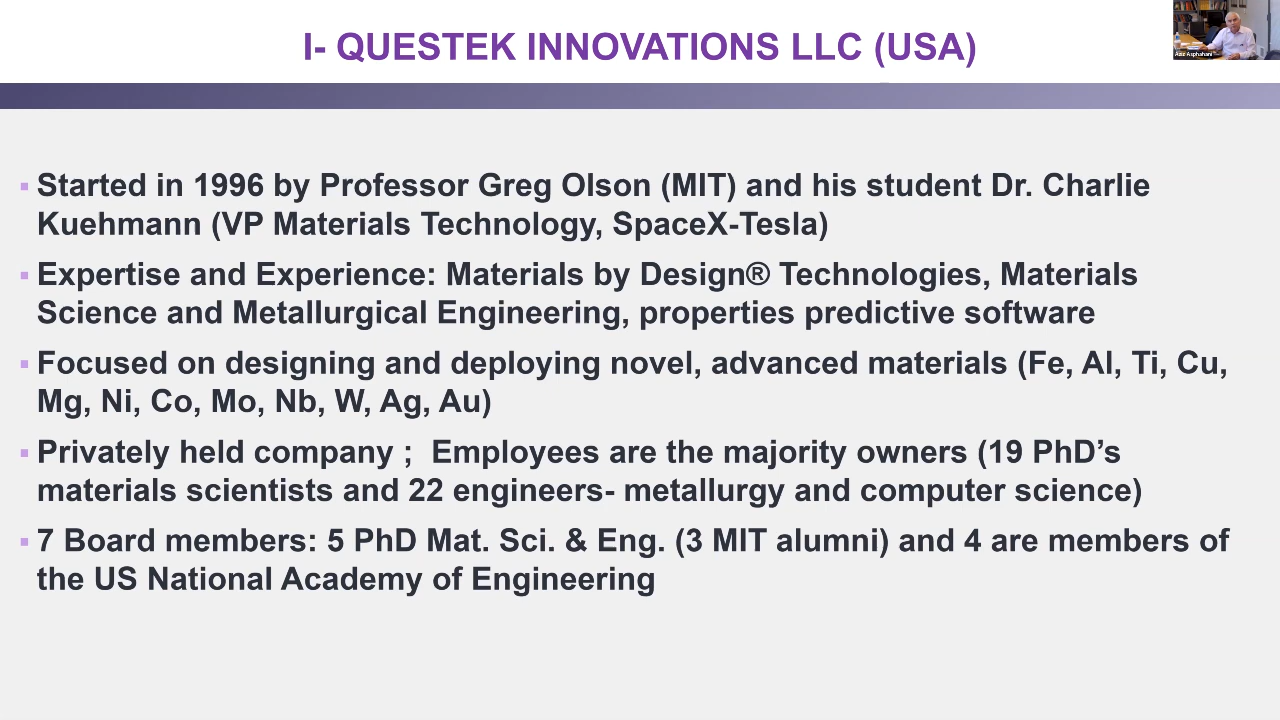 I- QUESTEK INNOVATIONS LLC (USA)
Aziz Asphahani
▪ Started in 1996 by Professor Greg Olson (MIT) and his student Dr. Charlie
Kuehmann (VP Materials Technology, SpaceX-Tesla)
▪ Expertise and Experience: Materials by Design® Technologies, Materials
Science and Metallurgical Engineering, properties predictive software
▪ Focused on designing and deploying novel, advanced materials (Fe, Al, Ti, Cu,
Mg, Ni, Co, Mo, Nb, W, Ag, Au)
▪ Privately held company ;  Employees are the majority owners (19 PhD’s
materials scientists and 22 engineers- metallurgy and computer science)
▪ 7 Board members: 5 PhD Mat. Sci. & Eng. (3 MIT alumni) and 4 are members of
the US National Academy of Engineering